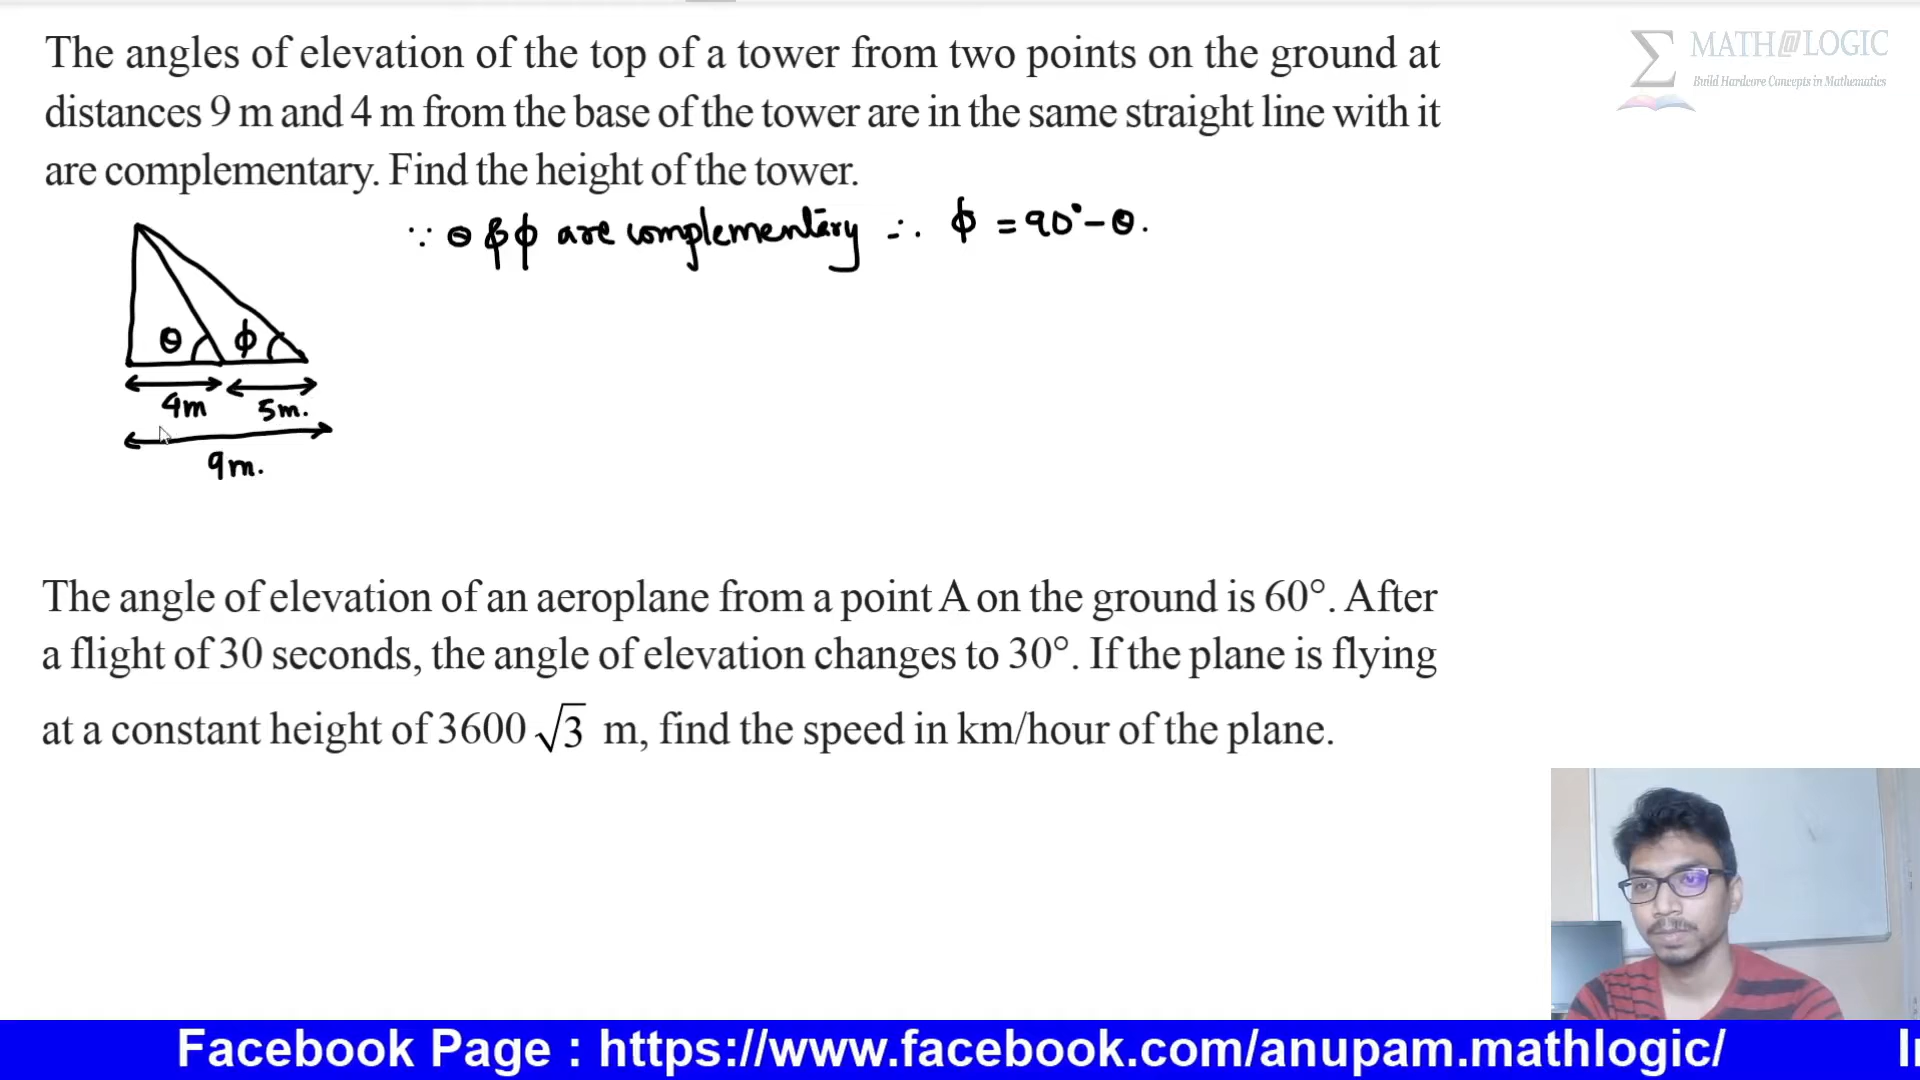 The angles of elevation of the top of a tower from two points on the ground at
distances 9 m and 4 m from the base of the tower are in the same straight line with it
are complementary. Find the height of the tower.
MATH@LOGIC
Build Hardcore Concepts in Mathematics
∵ θ & ϕ are complementary ∴ ϕ = 90° – θ.
θ ϕ
4m 5m.
9m.
The angle of elevation of an aeroplane from a point A on the ground is 60°. After
a flight of 30 seconds, the angle of elevation changes to 30°. If the plane is flying
at a constant height of 3600 √3 m, find the speed in km/hour of the plane.
Facebook Page : https://www.facebook.com/anupam.mathlogic/